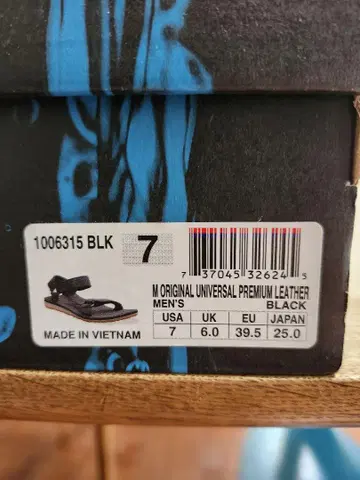 1006315 BLK 7
7 37045 32624 5
M ORIGINAL UNIVERSAL PREMIUM LEATHER
MEN'S BLACK
USA UK EU JAPAN
7 6.0 39.5 25.0
MADE IN VIETNAM